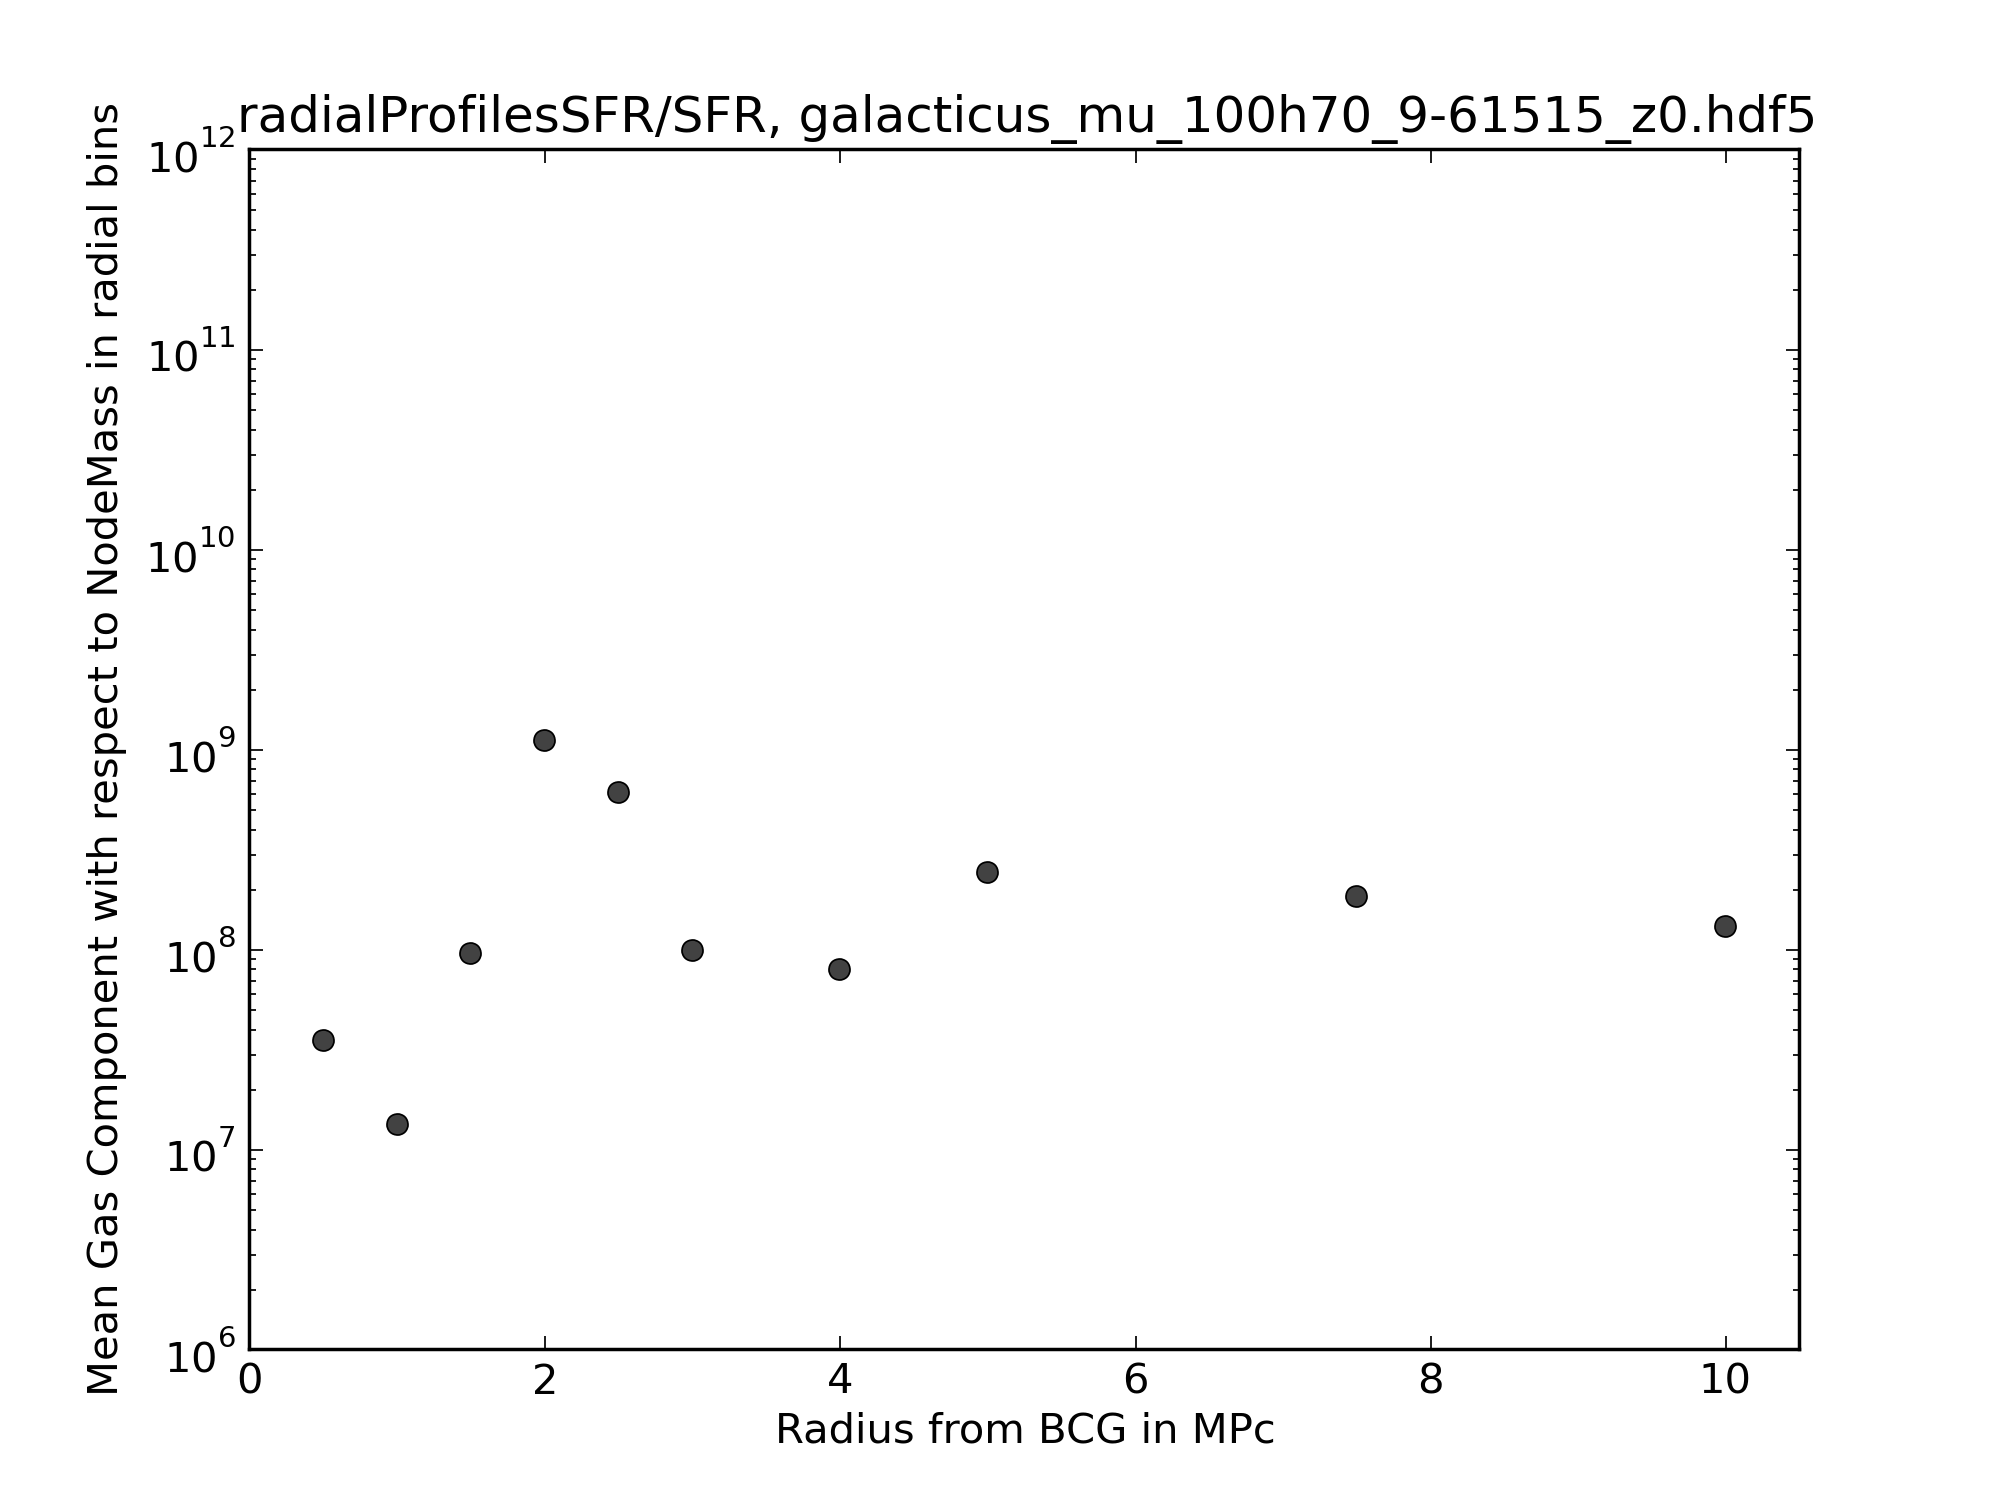 radialProfilesSFR/SFR, galacticus_mu_100h70_9-61515_z0.hdf5
Mean Gas Component with respect to NodeMass in radial bins
10^12
10^11
10^10
10^9
10^8
10^7
10^6
0 2 4 6 8 10
Radius from BCG in MPc